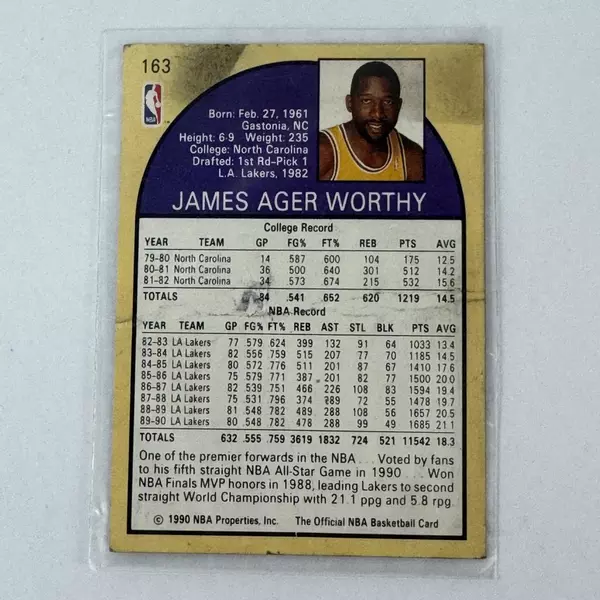 163
NBA
Born: Feb. 27, 1961
Gastonia, NC
Height: 6-9 Weight: 235
College: North Carolina
Drafted: 1st Rd-Pick 1
L.A. Lakers, 1982
JAMES AGER WORTHY
College Record
YEAR TEAM GP FG% FT% REB PTS AVG
79-80 North Carolina 14 .587 600 104 175 12.5
80-81 North Carolina 36 .500 640 301 512 14.2
81-82 North Carolina 34 .573 674 215 532 15.6
TOTALS 84 .541 652 620 1219 14.5
NBA Record
YEAR TEAM GP FG% FT% REB AST STL BLK PTS AVG
82-83 LA Lakers 77 .579 .624 399 132 91 64 1033 13.4
83-84 LA Lakers 82 .556 .759 515 207 77 70 1185 14.5
84-85 LA Lakers 80 .572 .776 511 201 87 67 1410 17.6
85-86 LA Lakers 75 .579 .771 387 201 82 77 1500 20.0
86-87 LA Lakers 82 .539 .751 466 226 108 83 1594 19.4
87-88 LA Lakers 75 .531 .796 374 289 72 55 1478 19.7
88-89 LA Lakers 81 .548 .782 489 288 108 56 1657 20.5
89-90 LA Lakers 80 .548 .782 478 288 99 49 1685 21.1
TOTALS 632 .555 .759 3619 1832 724 521 11542 18.3
One of the premier forwards in the NBA . . . Voted by fans
to his fifth straight NBA All-Star Game in 1990 . . . Won
NBA Finals MVP honors in 1988, leading Lakers to second
straight World Championship with 21.1 ppg and 5.8 rpg.
© 1990 NBA Properties, Inc. The Official NBA Basketball Card